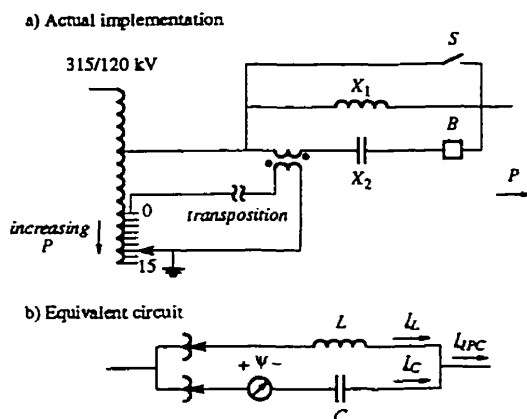 a) Actual implementation
315/120 kV
S
X1
B
X2
P
0
transposition
increasing
P
15
b) Equivalent circuit
L
IL
IIPC
+ Ψ −
IC
C